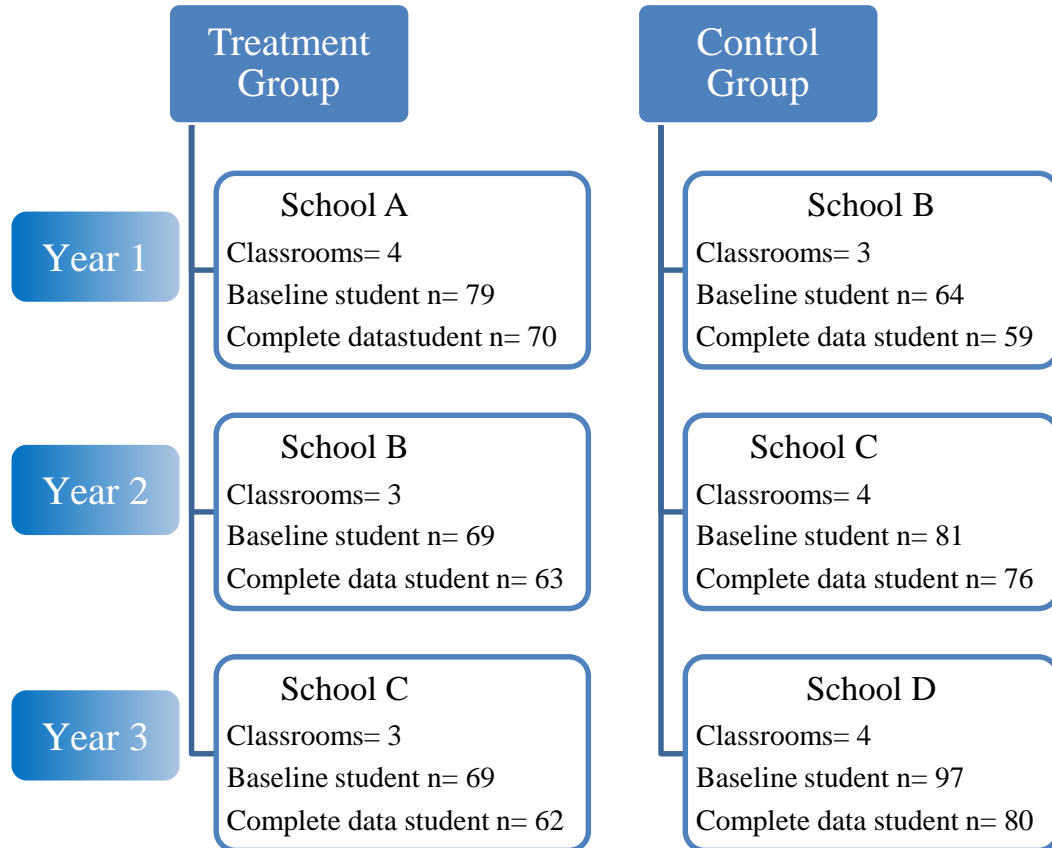 Treatment
Group
Control
Group
Year 1
School A
Classrooms= 4
Baseline student n= 79
Complete datastudent n= 70
School B
Classrooms= 3
Baseline student n= 64
Complete data student n= 59
Year 2
School B
Classrooms= 3
Baseline student n= 69
Complete data student n= 63
School C
Classrooms= 4
Baseline student n= 81
Complete data student n= 76
Year 3
School C
Classrooms= 3
Baseline student n= 69
Complete data student n= 62
School D
Classrooms= 4
Baseline student n= 97
Complete data student n= 80